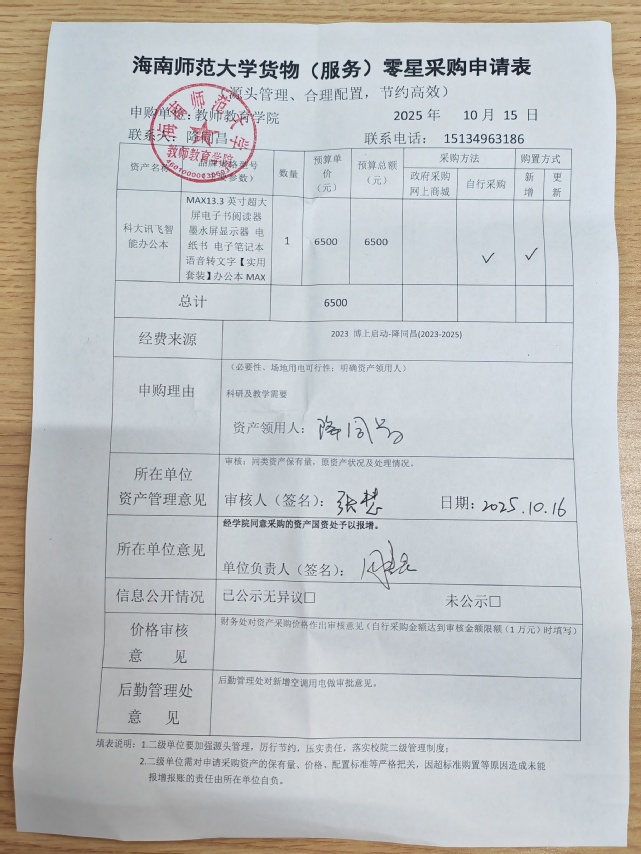 海南师范大学货物（服务）零星采购申请表
（源头管理、合理配置，节约高效）
申购单位：教师教育学院 2025 年 10 月 15 日
联系人：降同昌 联系电话： 15134963186
海南师范大学
教师教育学院
资产名称 数量 预算单价（元） 预算总额（元） 采购方法 购置方式
政府采购网上商城 自行采购 新增 更新
科大讯飞智能办公本 MAX13.3 英寸超大屏电子书阅读器 墨水屏显示器 电纸书 电子笔记本 语音转文字【实用套装】办公本 MAX 1 6500 6500 ✓ ✓
总计 6500
经费来源 2023 博士启动-降同昌(2023-2025)
申购理由 （必要性、场地用电可行性；明确资产领用人）
科研及教学需要
资产领用人：降同昌
所在单位资产管理意见 审核：同类资产保有量，原资产状况及处理情况。
审核人（签名）：张慧 日期：2025.10.16
所在单位意见 经学院同意采购的资产国资处予以报增。
单位负责人（签名）：
信息公开情况 已公示无异议□ 未公示□
价格审核意 见 财务处对资产采购价格作出审核意见（自行采购金额达到审核金额限额（1 万元）时填写）
后勤管理处意 见 后勤管理处对新增空调用电做审批意见。
填表说明：1.二级单位要加强源头管理，厉行节约，压实责任，落实校院二级管理制度；
2.二级单位需对申请采购资产的保有量、价格、配置标准等严格把关，因超标准购置等原因造成未能
报增报账的责任由所在单位自负。